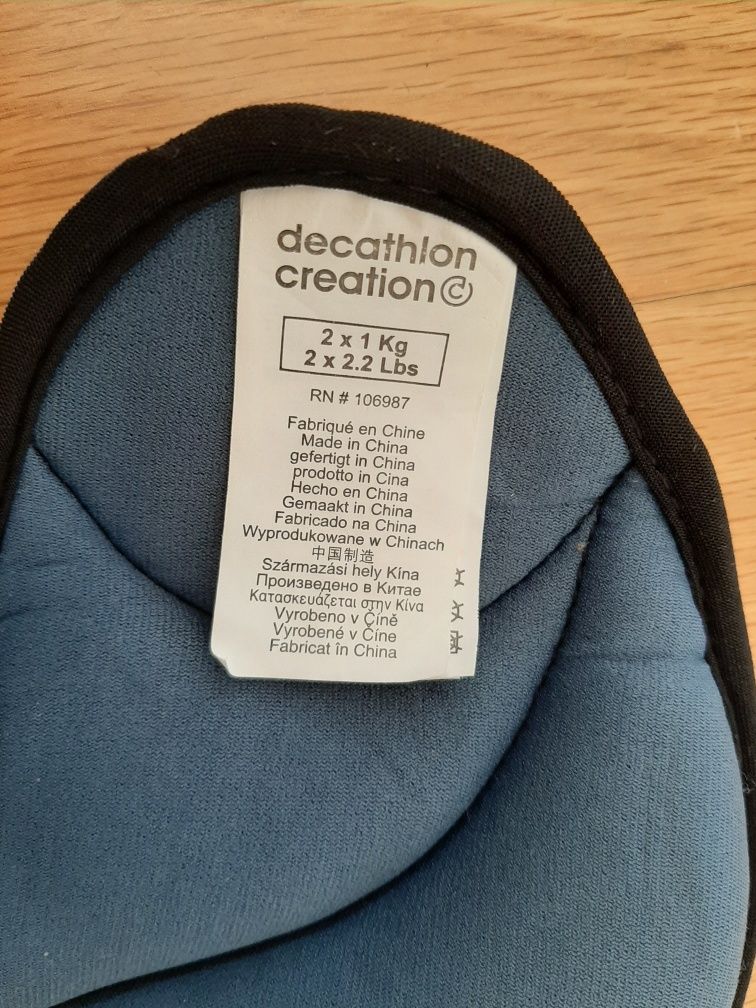 decathlon
creation
2 x 1 Kg
2 x 2.2 Lbs
RN # 106987
Fabriqué en Chine
Made in China
gefertigt in China
prodotto in Cina
Hecho en China
Gemaakt in China
Fabricado na China
Wyprodukowane w Chinach
中国制造
Származási hely Kína
Произведено в Китае
Κατασκευάζεται στην Κίνα
Vyrobeno v Číně
Vyrobené v Číne
Fabricat în China